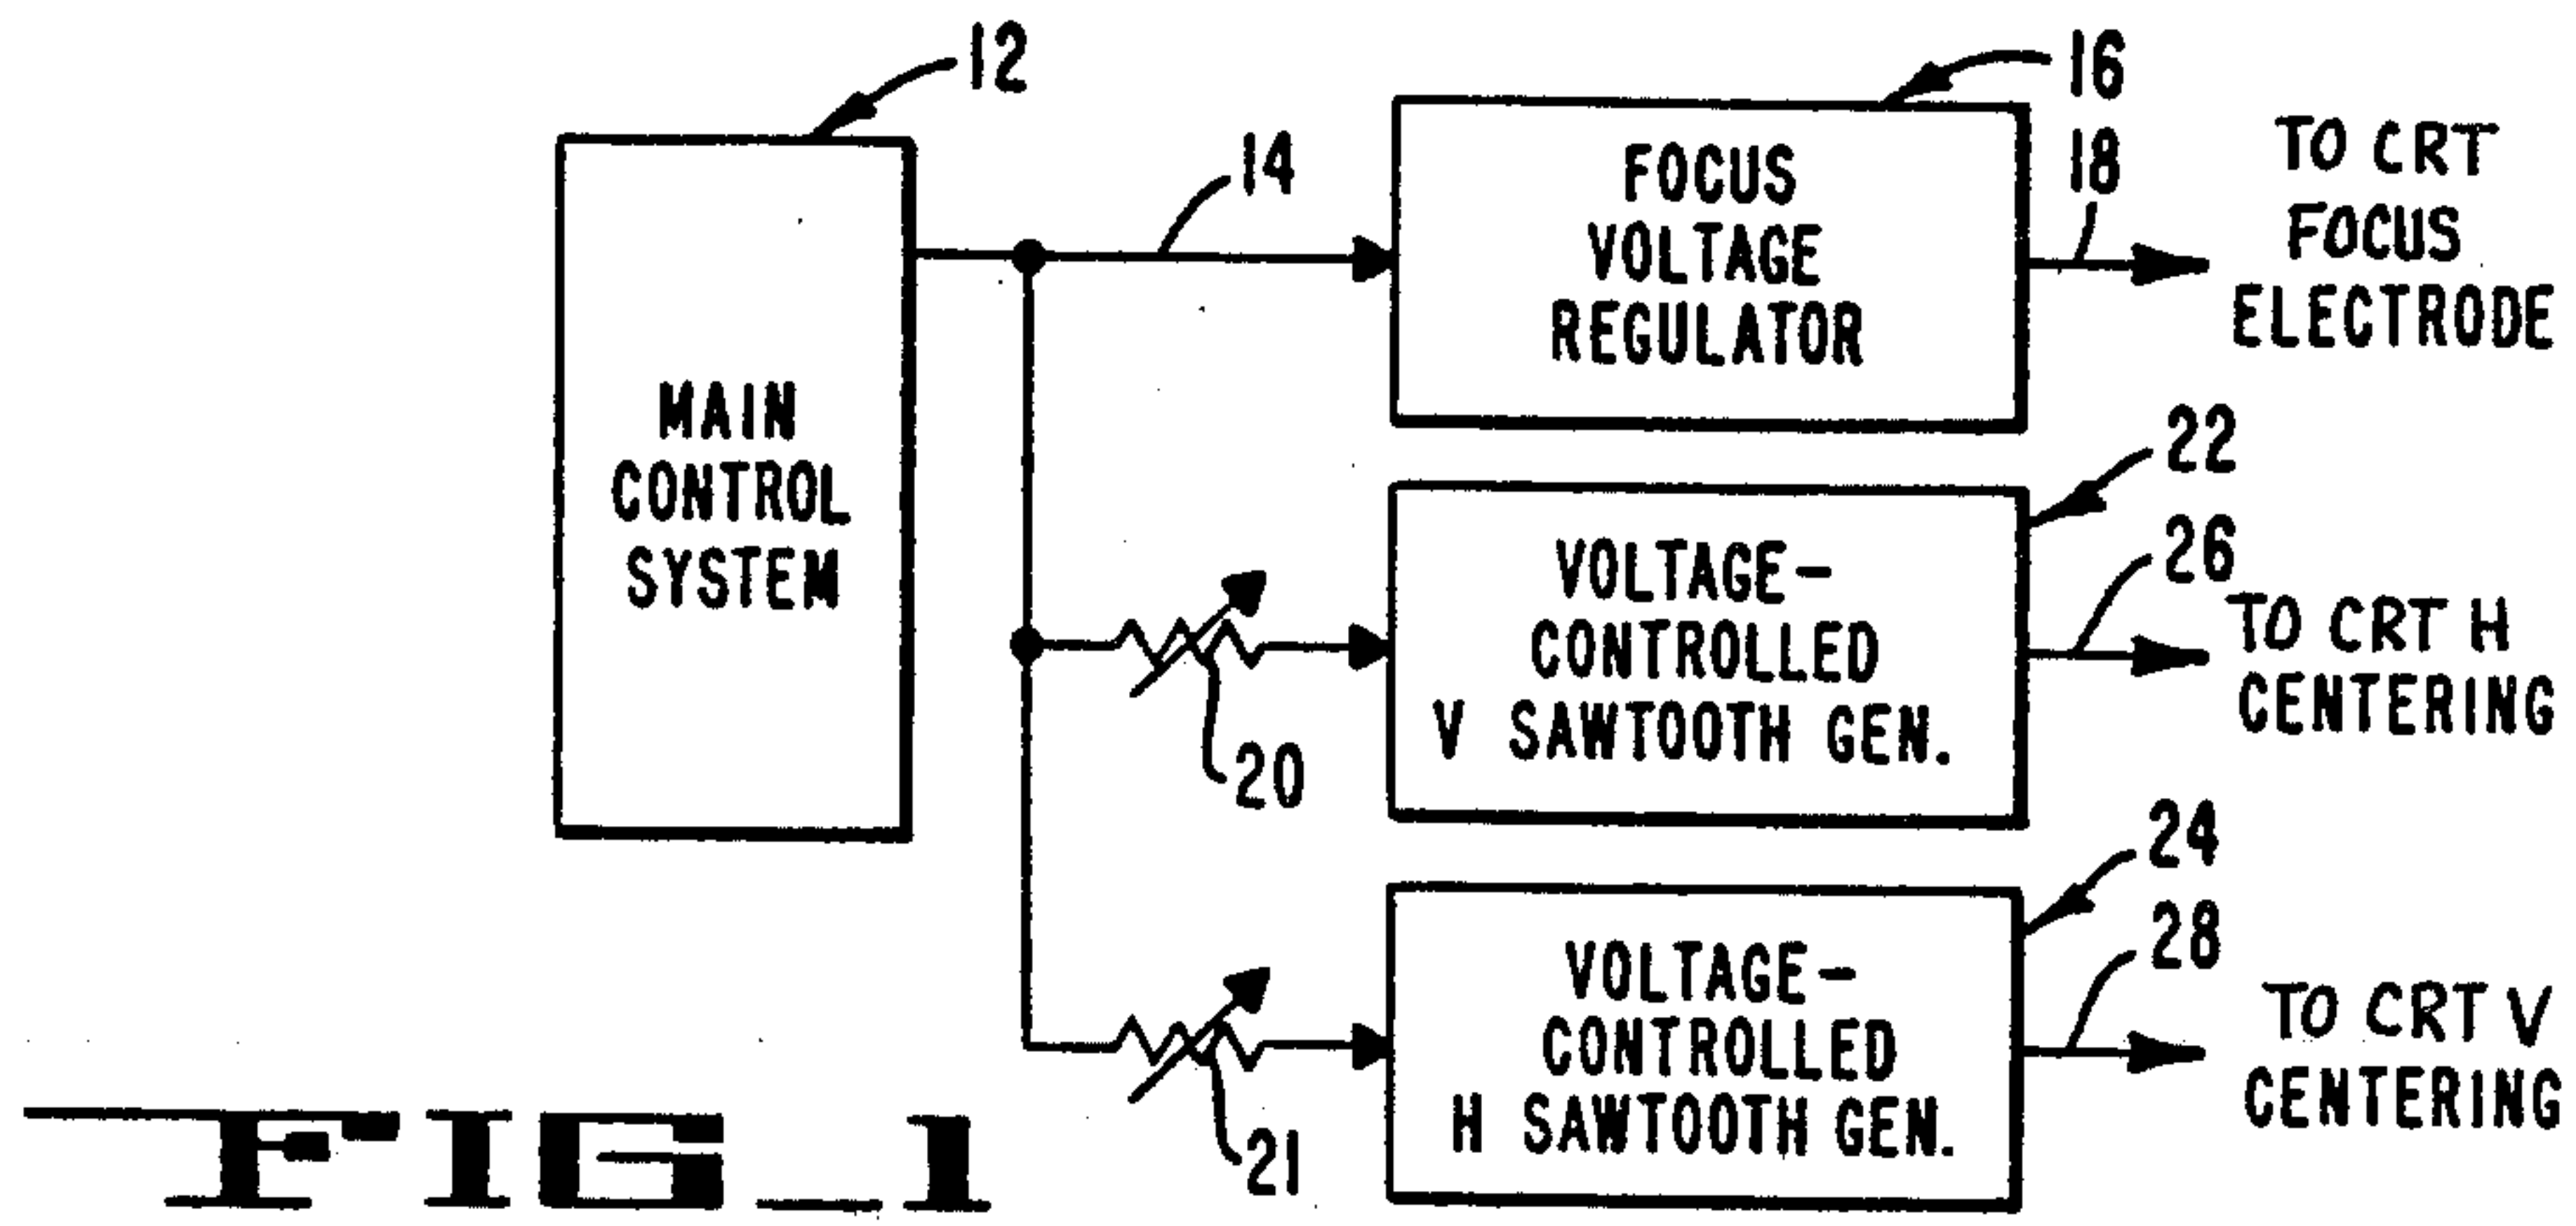 12
MAIN
CONTROL
SYSTEM
14
16
FOCUS
VOLTAGE
REGULATOR
18
TO CRT
FOCUS
ELECTRODE
20
22
VOLTAGE-
CONTROLLED
V SAWTOOTH GEN.
26
TO CRT H
CENTERING
21
24
VOLTAGE-
CONTROLLED
H SAWTOOTH GEN.
28
TO CRT V
CENTERING
FIG_1